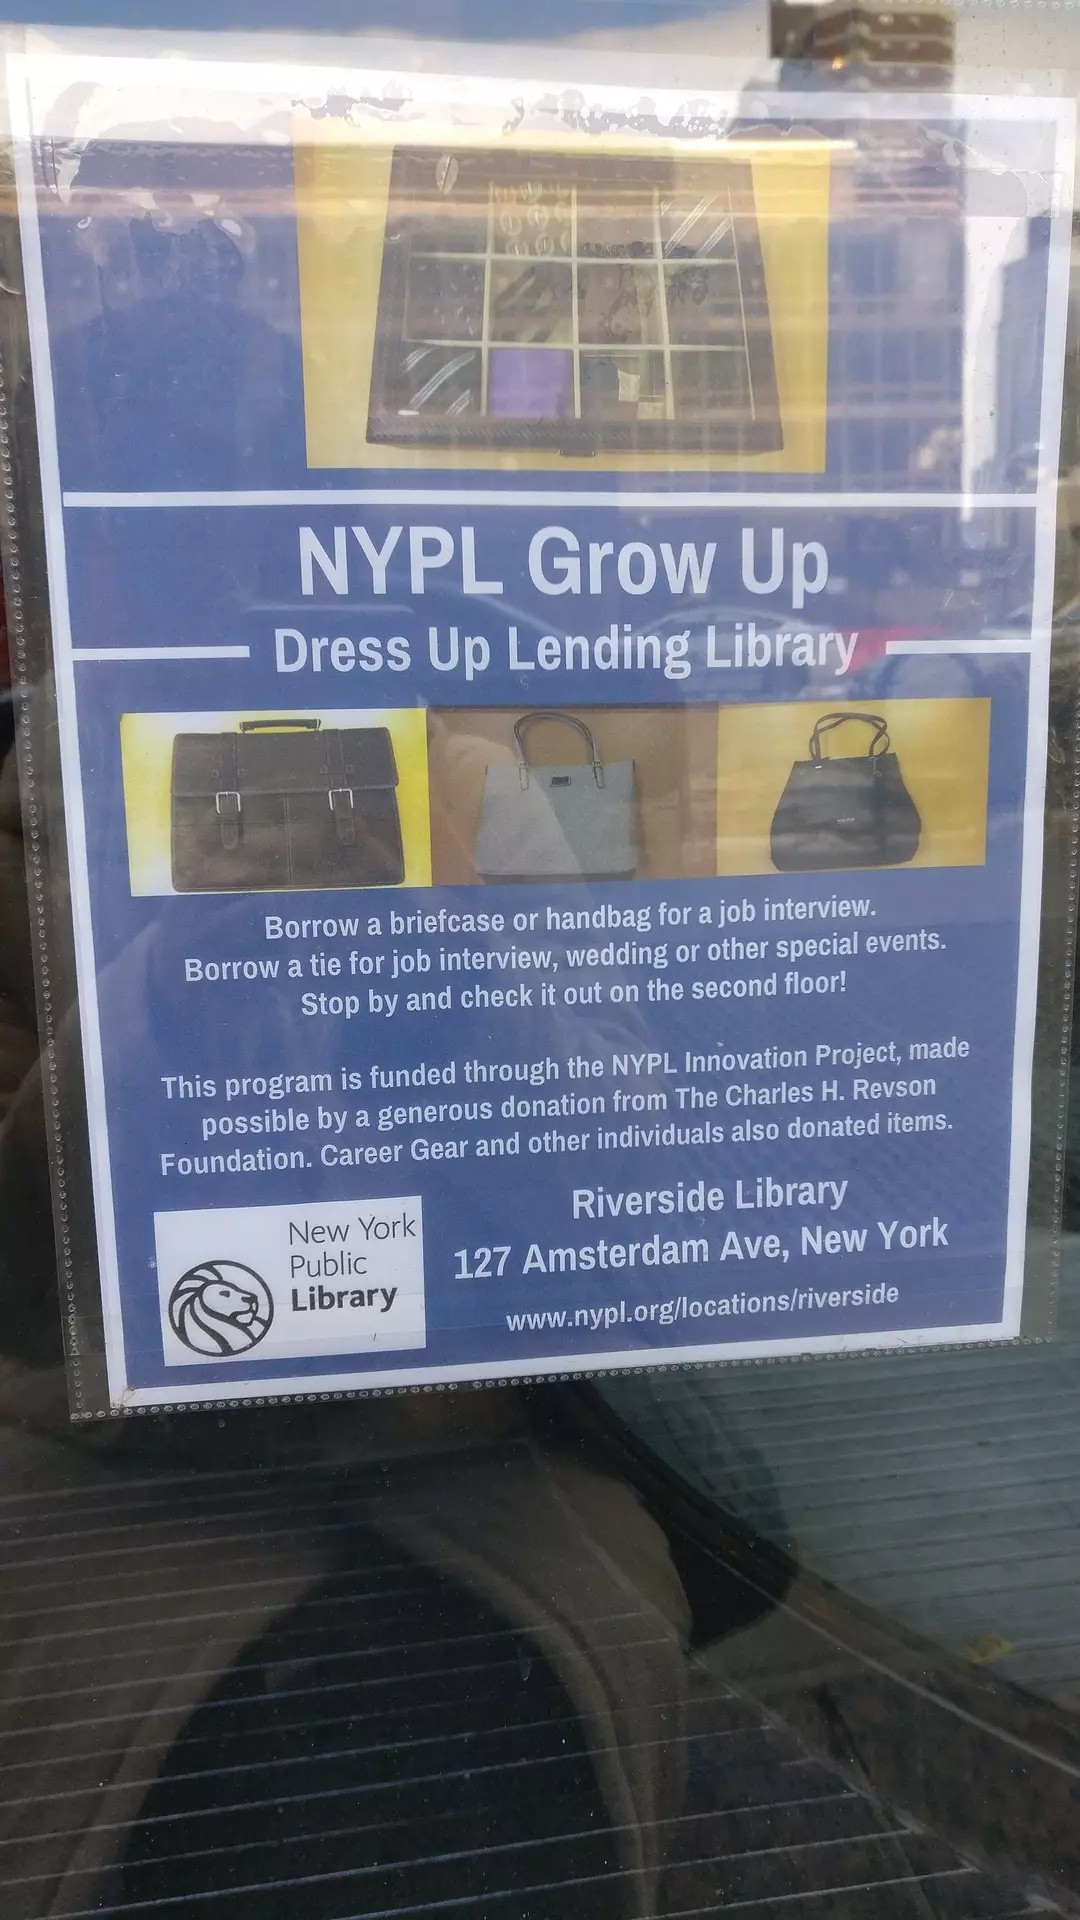 NYPL Grow Up
Dress Up Lending Library
Borrow a briefcase or handbag for a job interview.
Borrow a tie for job interview, wedding or other special events.
Stop by and check it out on the second floor!
This program is funded through the NYPL Innovation Project, made
possible by a generous donation from The Charles H. Revson
Foundation. Career Gear and other individuals also donated items.
New York
Public
Library
Riverside Library
127 Amsterdam Ave, New York
www.nypl.org/locations/riverside